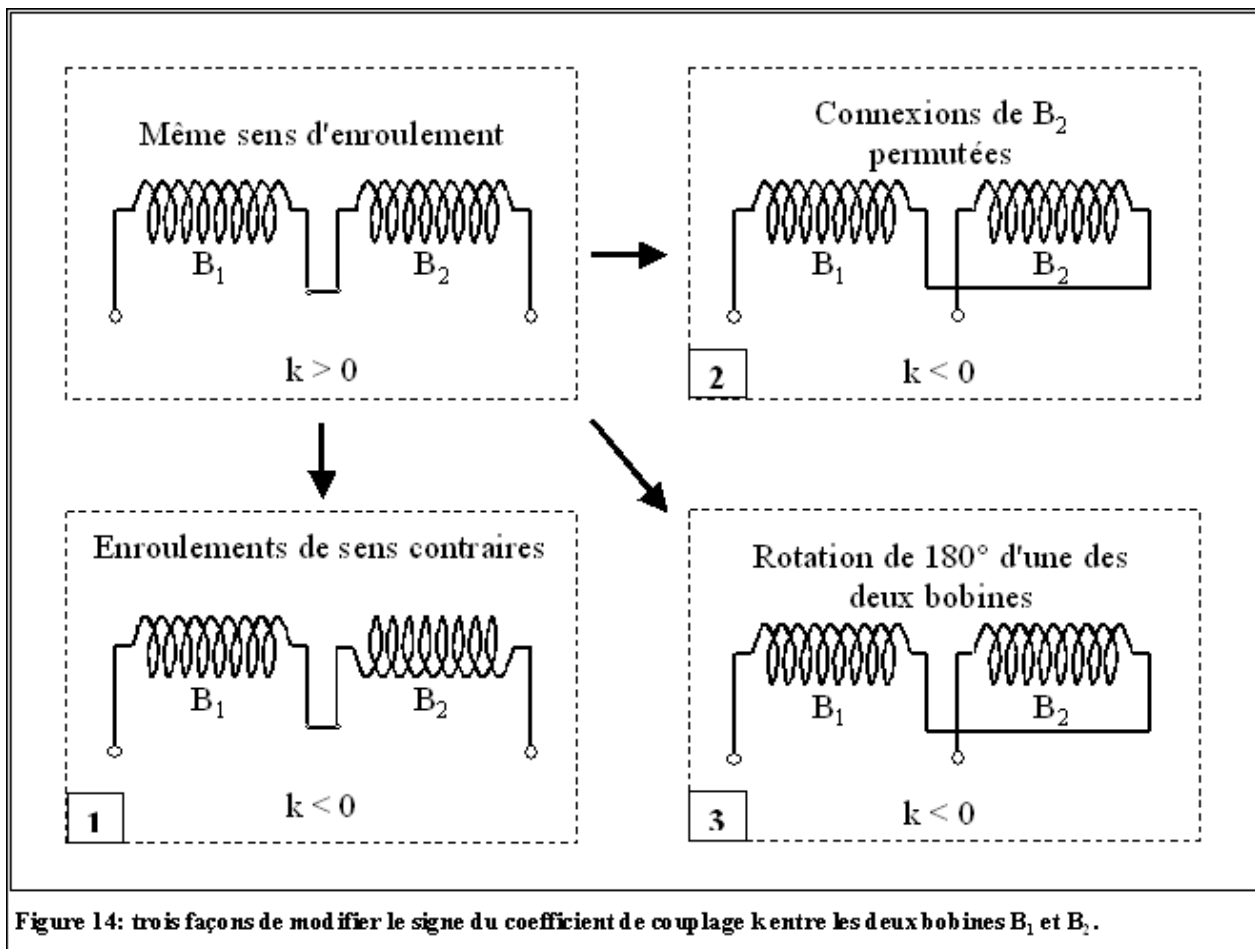 Même sens d'enroulement
B₁
B₂
k > 0
Connexions de B₂
permutées
B₁
B₂
2
k < 0
Enroulements de sens contraires
B₁
B₂
1
k < 0
Rotation de 180° d'une des
deux bobines
B₁
B₂
3
k < 0
Figure 14: trois façons de modifier le signe du coefficient de couplage k entre les deux bobines B₁ et B₂.